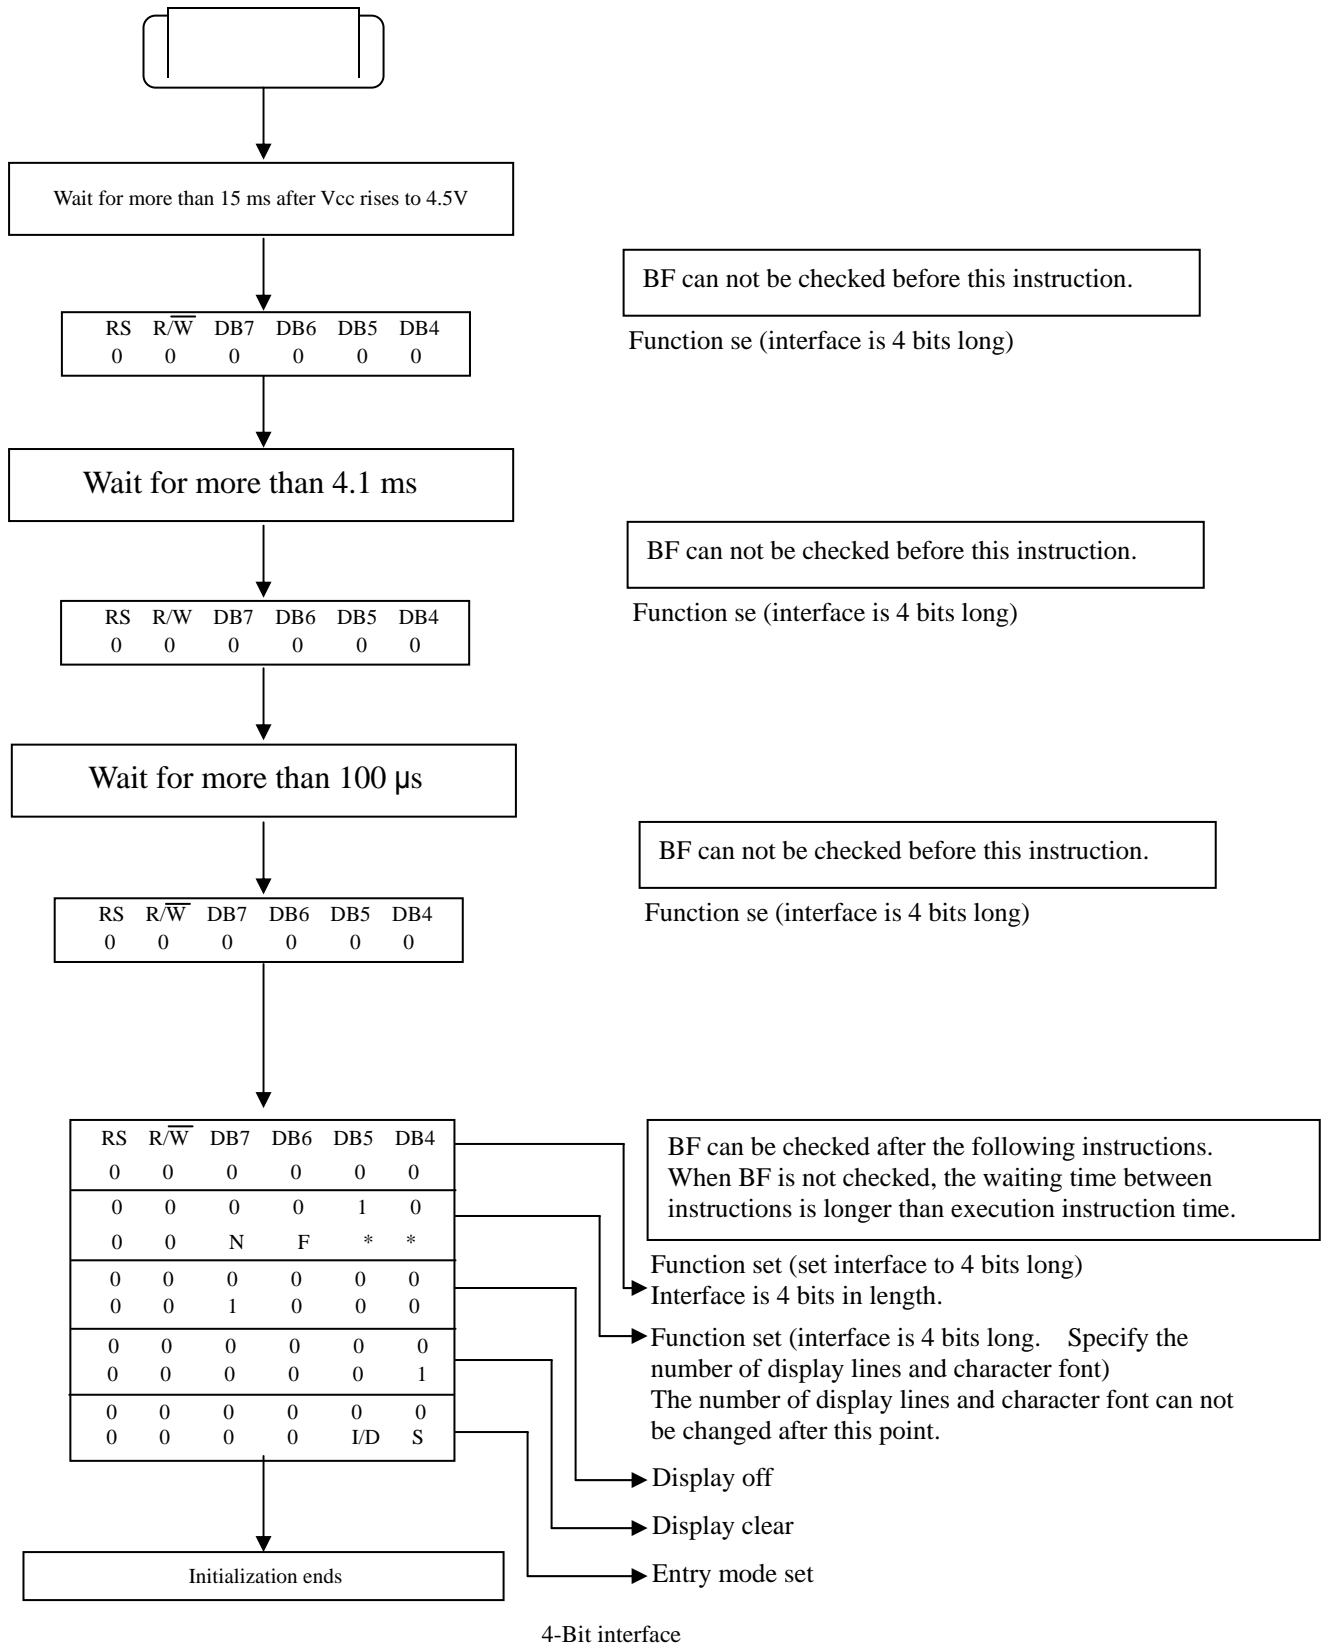 Wait for more than 15 ms after Vcc rises to 4.5V
BF can not be checked before this instruction.
RS R/W̅ DB7 DB6 DB5 DB4
0 0 0 0 0 0
Function se (interface is 4 bits long)
Wait for more than 4.1 ms
BF can not be checked before this instruction.
RS R/W DB7 DB6 DB5 DB4
0 0 0 0 0 0
Function se (interface is 4 bits long)
Wait for more than 100 µs
BF can not be checked before this instruction.
RS R/W̅ DB7 DB6 DB5 DB4
0 0 0 0 0 0
Function se (interface is 4 bits long)
RS R/W̅ DB7 DB6 DB5 DB4
0 0 0 0 0 0
0 0 0 0 1 0
0 0 N F * *
0 0 0 0 0 0
0 0 1 0 0 0
0 0 0 0 0 0
0 0 0 0 0 1
0 0 0 0 0 0
0 0 0 0 I/D S
BF can be checked after the following instructions.
When BF is not checked, the waiting time between
instructions is longer than execution instruction time.
Function set (set interface to 4 bits long)
Interface is 4 bits in length.
Function set (interface is 4 bits long. Specify the
number of display lines and character font)
The number of display lines and character font can not
be changed after this point.
Display off
Display clear
Entry mode set
Initialization ends
4-Bit interface